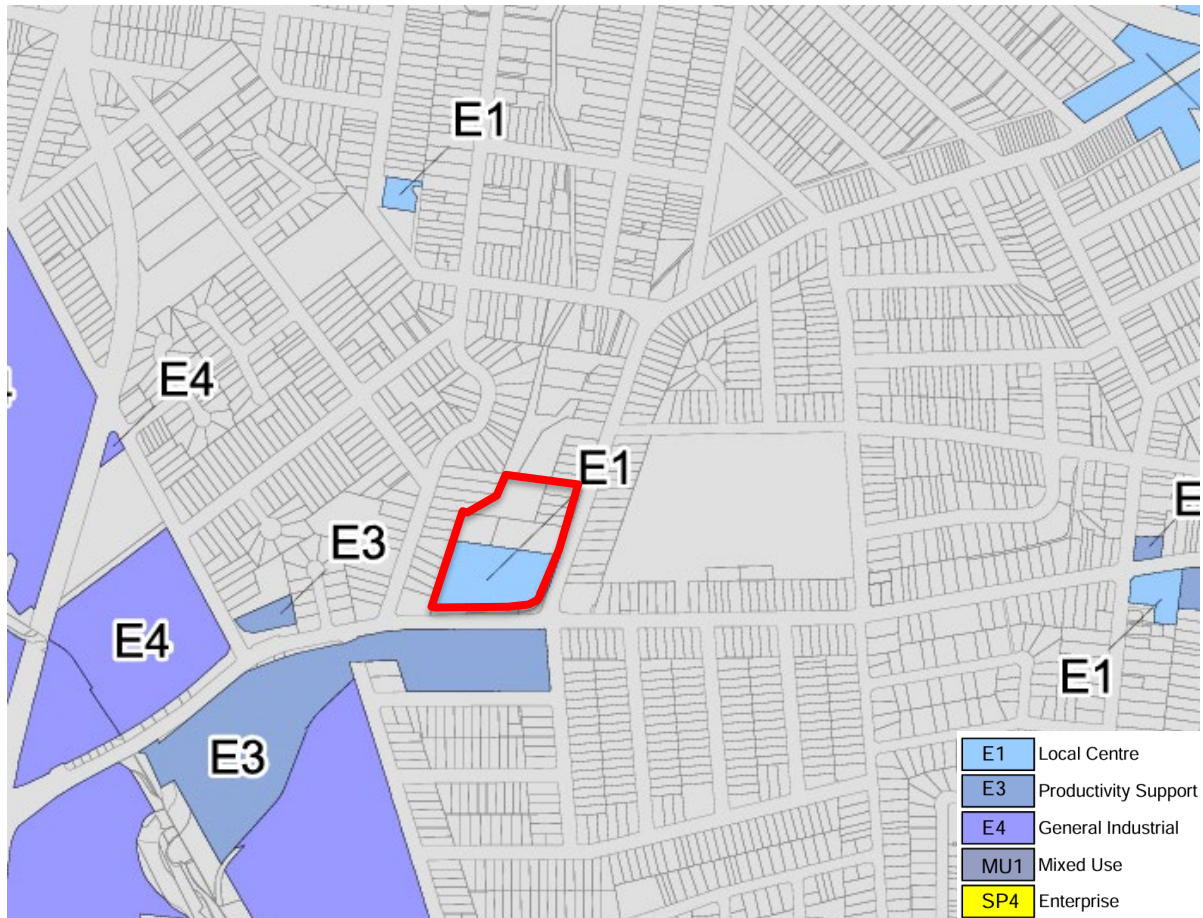 E1
E4
E1
E3
E4
E1
E3
E1 Local Centre
E3 Productivity Support
E4 General Industrial
MU1 Mixed Use
SP4 Enterprise